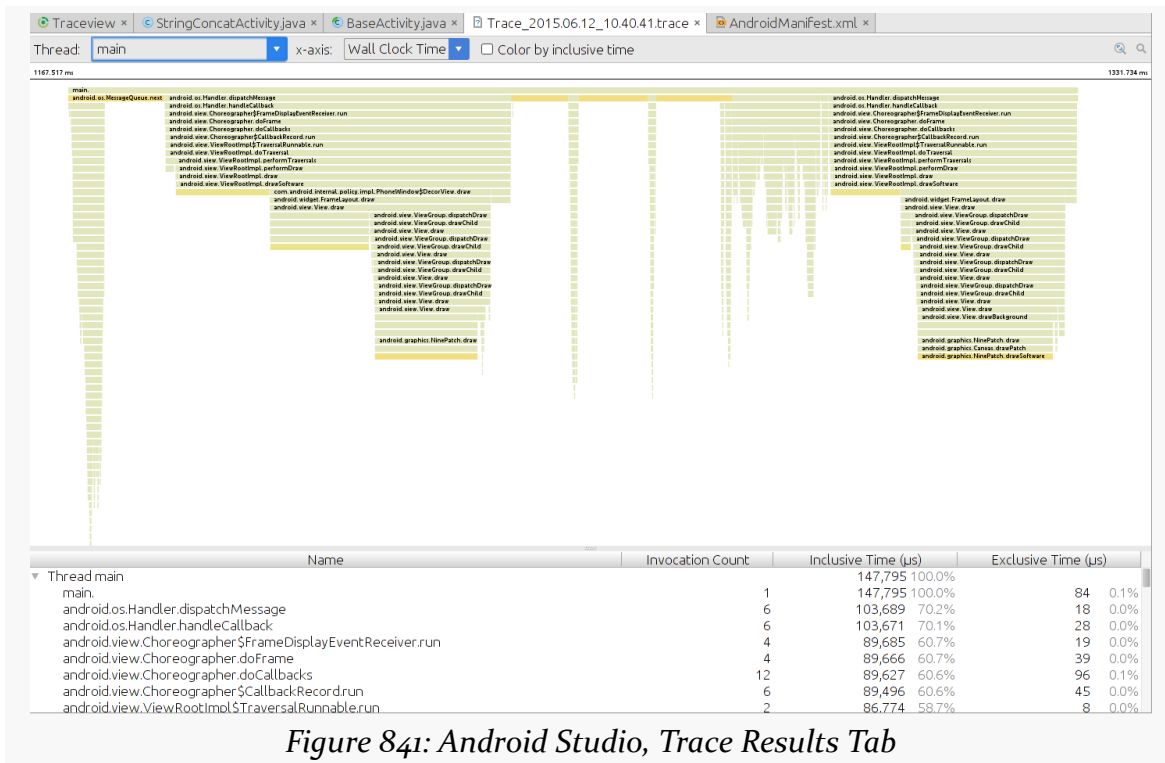 Traceview × StringConcatActivity.java × BaseActivity.java × Trace_2015.06.12_10.40.41.trace × AndroidManifest.xml ×
Thread: main x-axis: Wall Clock Time Color by inclusive time
1167.517 ms 1331.734 ms
main.
android.os.MessageQueue.next android.os.Handler.dispatchMessage android.os.Handler.dispatchMessage
android.os.Handler.handleCallback android.os.Handler.handleCallback
android.view.Choreographer$FrameDisplayEventReceiver.run android.view.Choreographer$FrameDisplayEventReceiver.run
android.view.Choreographer.doFrame android.view.Choreographer.doFrame
android.view.Choreographer.doCallbacks android.view.Choreographer.doCallbacks
android.view.Choreographer$CallbackRecord.run android.view.Choreographer$CallbackRecord.run
android.view.ViewRootImpl$TraversalRunnable.run android.view.ViewRootImpl$TraversalRunnable.run
android.view.ViewRootImpl.doTraversal android.view.ViewRootImpl.doTraversal
android.view.ViewRootImpl.performTraversals android.view.ViewRootImpl.performTraversals
android.view.ViewRootImpl.performDraw android.view.ViewRootImpl.performDraw
android.view.ViewRootImpl.draw android.view.ViewRootImpl.draw
android.view.ViewRootImpl.drawSoftware android.view.ViewRootImpl.drawSoftware
com.android.internal.policy.impl.PhoneWindow$DecorView.draw
android.widget.FrameLayout.draw android.widget.FrameLayout.draw
android.view.View.draw android.view.View.draw
android.view.ViewGroup.dispatchDraw android.view.ViewGroup.dispatchDraw
android.view.ViewGroup.drawChild android.view.ViewGroup.drawChild
android.view.View.draw android.view.View.draw
android.view.ViewGroup.dispatchDraw android.view.ViewGroup.dispatchDraw
android.view.ViewGroup.drawChild android.view.ViewGroup.drawChild
android.view.View.draw android.view.View.draw
android.view.ViewGroup.dispatchDraw android.view.ViewGroup.dispatchDraw
android.view.ViewGroup.drawChild android.view.ViewGroup.drawChild
android.view.View.draw android.view.View.draw
android.view.ViewGroup.dispatchDraw android.view.ViewGroup.dispatchDraw
android.view.ViewGroup.drawChild android.view.ViewGroup.drawChild
android.view.View.draw android.view.View.draw
android.view.View.draw android.view.View.draw
android.view.View.drawBackground
android.graphics.NinePatch.draw android.graphics.NinePatch.draw
android.graphics.Canvas.drawPatch
android.graphics.NinePatch.drawSoftware
Name Invocation Count Inclusive Time (µs) Exclusive Time (µs)
Thread main 147,795 100.0%
main. 1 147,795 100.0% 84 0.1%
android.os.Handler.dispatchMessage 6 103,689 70.2% 18 0.0%
android.os.Handler.handleCallback 6 103,671 70.1% 28 0.0%
android.view.Choreographer$FrameDisplayEventReceiver.run 4 89,685 60.7% 19 0.0%
android.view.Choreographer.doFrame 4 89,666 60.7% 39 0.0%
android.view.Choreographer.doCallbacks 12 89,627 60.6% 96 0.1%
android.view.Choreographer$CallbackRecord.run 6 89,496 60.6% 45 0.0%
android.view.ViewRootImpl$TraversalRunnable.run 2 86,774 58.7% 8 0.0%
Figure 841: Android Studio, Trace Results Tab